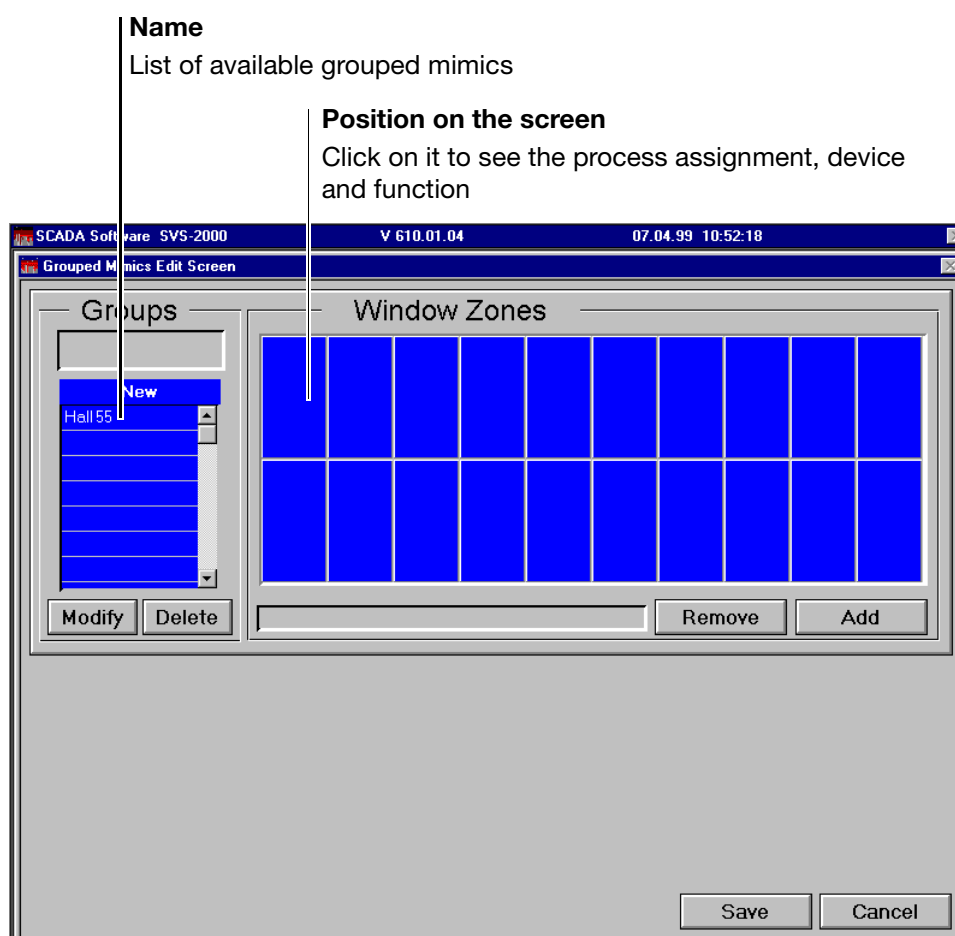 Name
List of available grouped mimics
Position on the screen
Click on it to see the process assignment, device
and function
SCADA Software SVS-2000 V 610.01.04 07.04.99 10:52:18
Grouped Mimics Edit Screen
Groups
Window Zones
New
Hall 55
Modify
Delete
Remove
Add
Save
Cancel